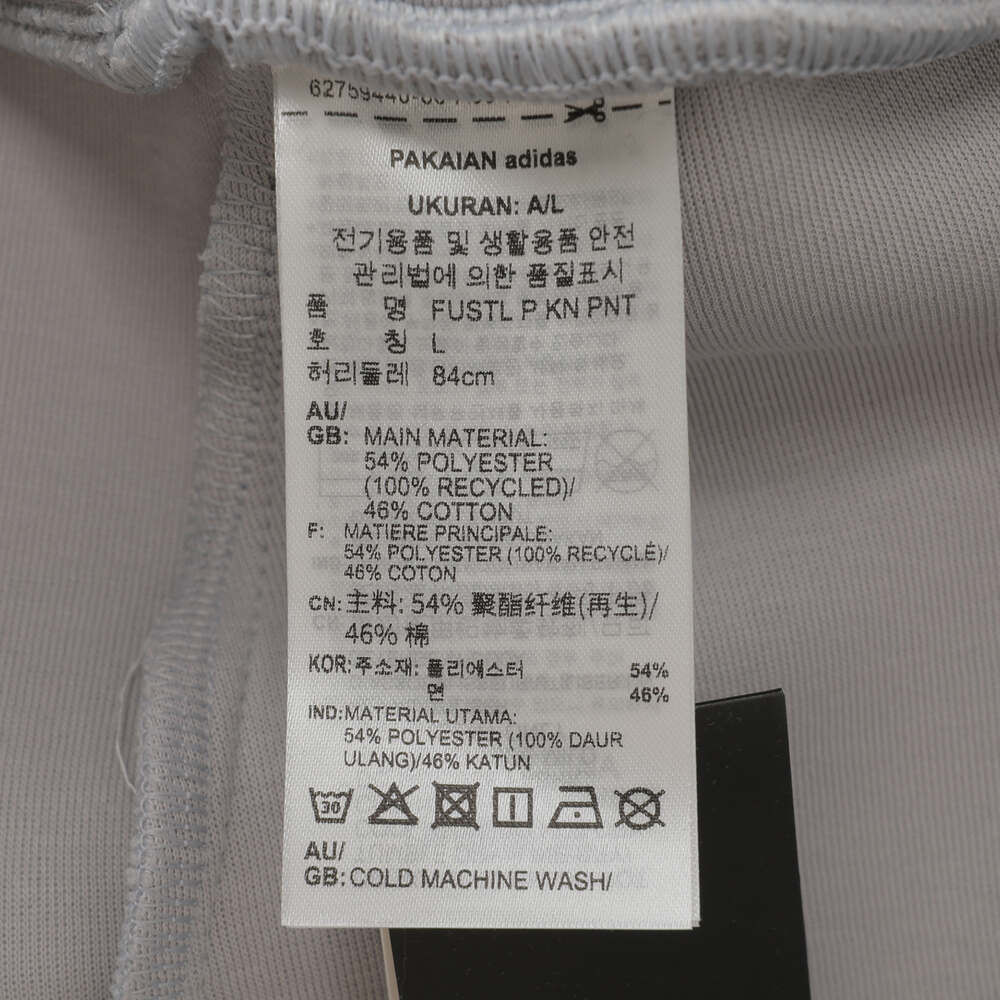 PAKAIAN adidas
UKURAN: A/L
전기용품 및 생활용품 안전
관리법에 의한 품질표시
품 명 FUSTL P KN PNT
호 칭 L
허리둘레 84cm
AU/
GB: MAIN MATERIAL:
54% POLYESTER
(100% RECYCLED)/
46% COTTON
F: MATIERE PRINCIPALE:
54% POLYESTER (100% RECYCLÉ)/
46% COTON
CN: 主料: 54% 聚酯纤维(再生)/
46% 棉
KOR: 주소재: 폴리에스터 54%
면 46%
IND: MATERIAL UTAMA:
54% POLYESTER (100% DAUR
ULANG)/46% KATUN
30
AU/
GB: COLD MACHINE WASH/